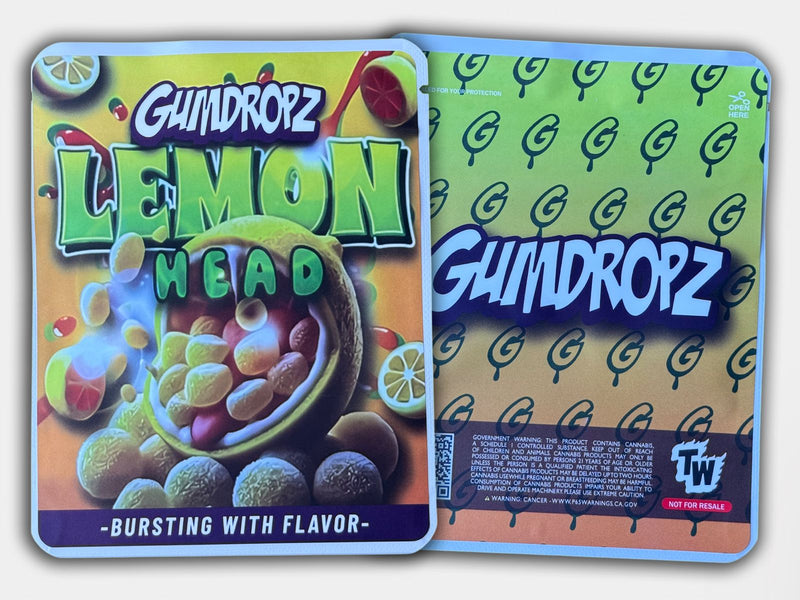 GUMDROPZ
LEMON
HEAD
-BURSTING WITH FLAVOR-
D FOR YOUR PROTECTION
OPEN
HERE
G G G G G G
G G G G G
G G G G G G
GUMDROPZ
G G G G G G
G G G G G
GOVERNMENT WARNING: THIS PRODUCT CONTAINS CANNABIS,
A SCHEDULE I CONTROLLED SUBSTANCE. KEEP OUT OF REACH
OF CHILDREN AND ANIMALS. CANNABIS PRODUCTS MAY ONLY BE
POSSESSED OR CONSUMED BY PERSONS 21 YEARS OF AGE OR OLDER
UNLESS THE PERSON IS A QUALIFIED PATIENT. THE INTOXICATING
EFFECTS OF CANNABIS PRODUCTS MAY BE DELAYED UP TO TWO HOURS.
CANNABIS USE WHILE PREGNANT OR BREASTFEEDING MAY BE HARMFUL.
CONSUMPTION OF CANNABIS PRODUCTS IMPAIRS YOUR ABILITY TO
DRIVE AND OPERATE MACHINERY. PLEASE USE EXTREME CAUTION.
WARNING: CANCER - WWW.P65WARNINGS.CA.GOV
TW
NOT FOR RESALE